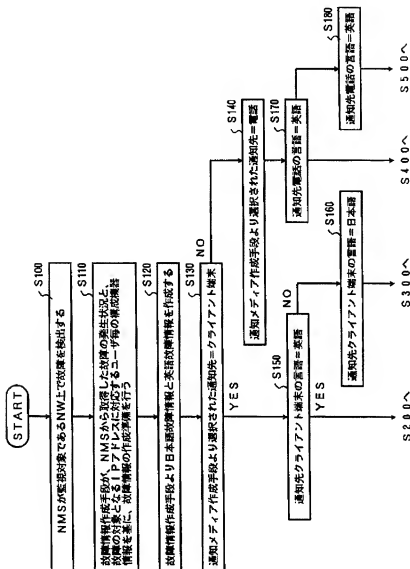 START
S100
NMSが監視対象であるNW上で故障を検出する
S110
故障情報作成手段が、NMSから取得した故障の発生状況と、
故障の対象となるIPアドレスに対応するユーザ毎の構成機器
情報を基に、故障情報の作成準備を行う
S120
故障情報作成手段より日本語故障情報と英語故障情報を作成する
S130
通知メディア作成手段より選択された通知先=クライアント端末
NO
YES
S140
通知メディア作成手段より選択された通知先=電話
S150
通知先クライアント端末の言語=英語
NO
YES
S160
通知先クライアント端末の言語=日本語
S170
通知先電話の言語=英語
S180
通知先電話の言語=英語
S200へ
S300へ
S400へ
S500へ